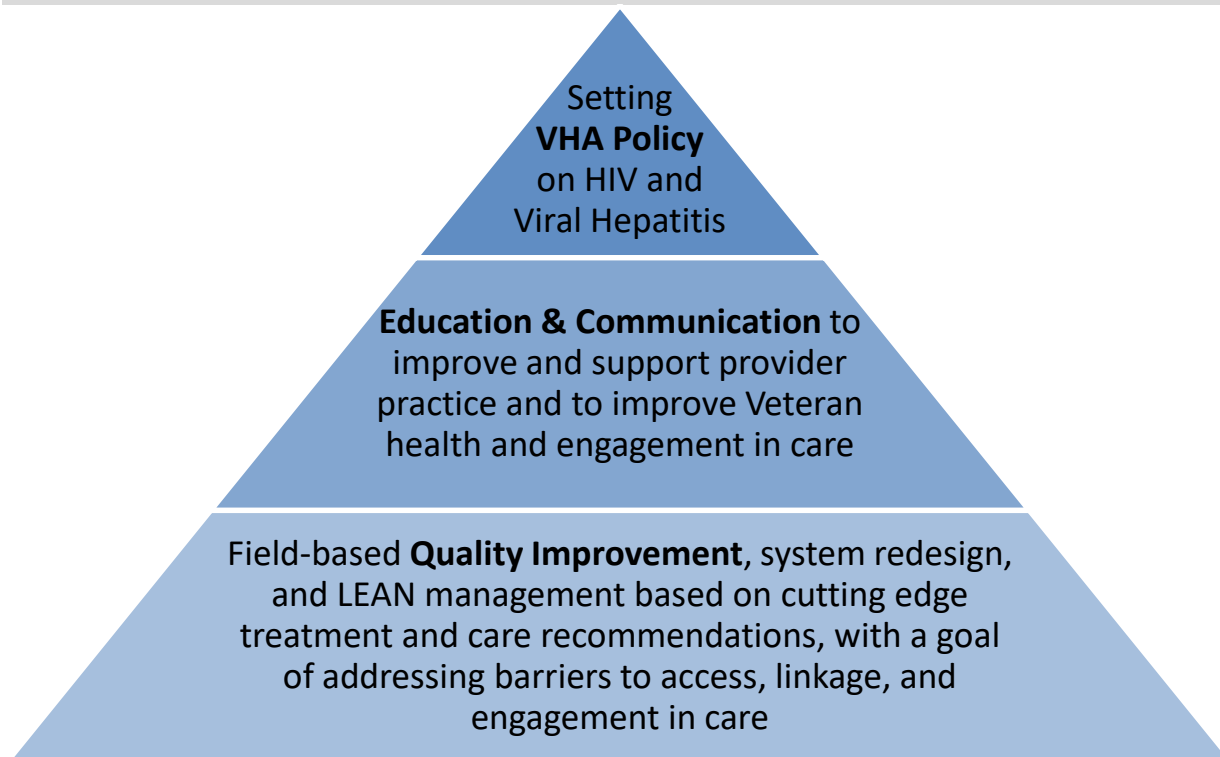 Setting
VHA Policy
on HIV and
Viral Hepatitis
Education & Communication to
improve and support provider
practice and to improve Veteran
health and engagement in care
Field-based Quality Improvement, system redesign,
and LEAN management based on cutting edge
treatment and care recommendations, with a goal
of addressing barriers to access, linkage, and
engagement in care